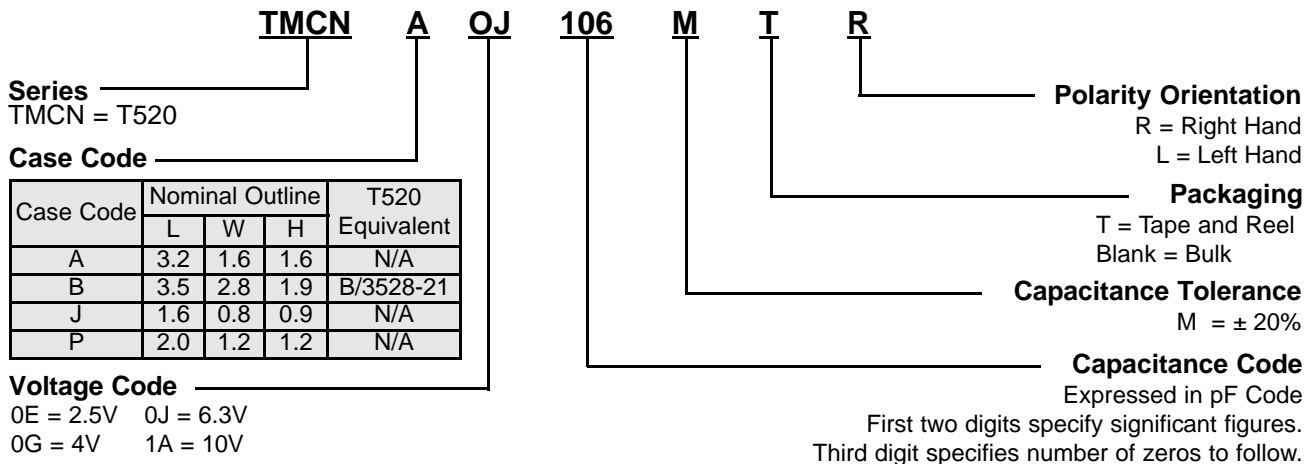 TMCN A OJ 106 M T R
Series
TMCN = T520
Case Code
Case Code Nominal Outline T520 Equivalent
L W H
A 3.2 1.6 1.6 N/A
B 3.5 2.8 1.9 B/3528-21
J 1.6 0.8 0.9 N/A
P 2.0 1.2 1.2 N/A
Voltage Code
0E = 2.5V 0J = 6.3V
0G = 4V 1A = 10V
Polarity Orientation
R = Right Hand
L = Left Hand
Packaging
T = Tape and Reel
Blank = Bulk
Capacitance Tolerance
M = ± 20%
Capacitance Code
Expressed in pF Code
First two digits specify significant figures.
Third digit specifies number of zeros to follow.